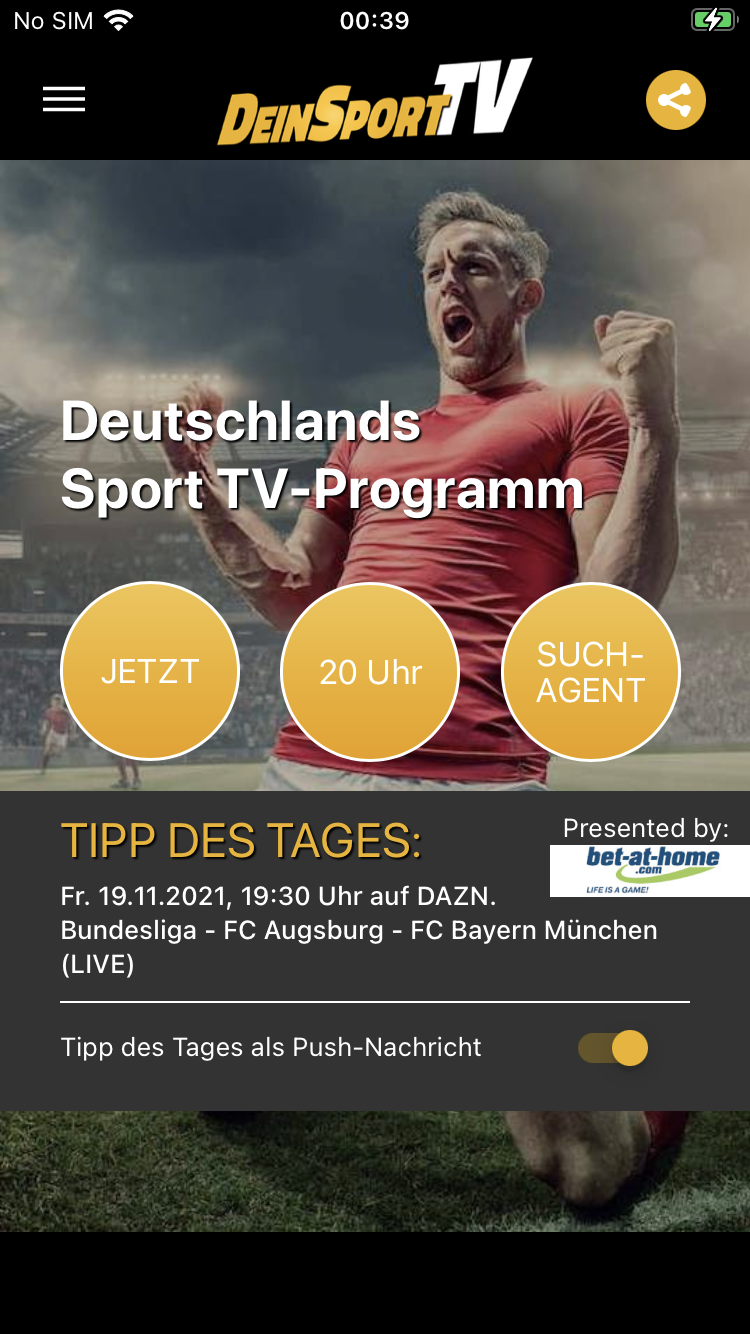 No SIM 00:39
DEINSPORTTV
Deutschlands
Sport TV-Programm
JETZT
20 Uhr
SUCH-
AGENT
TIPP DES TAGES:
Presented by:
bet-at-home
.com
LIFE IS A GAME!
Fr. 19.11.2021, 19:30 Uhr auf DAZN.
Bundesliga - FC Augsburg - FC Bayern München
(LIVE)
Tipp des Tages als Push-Nachricht